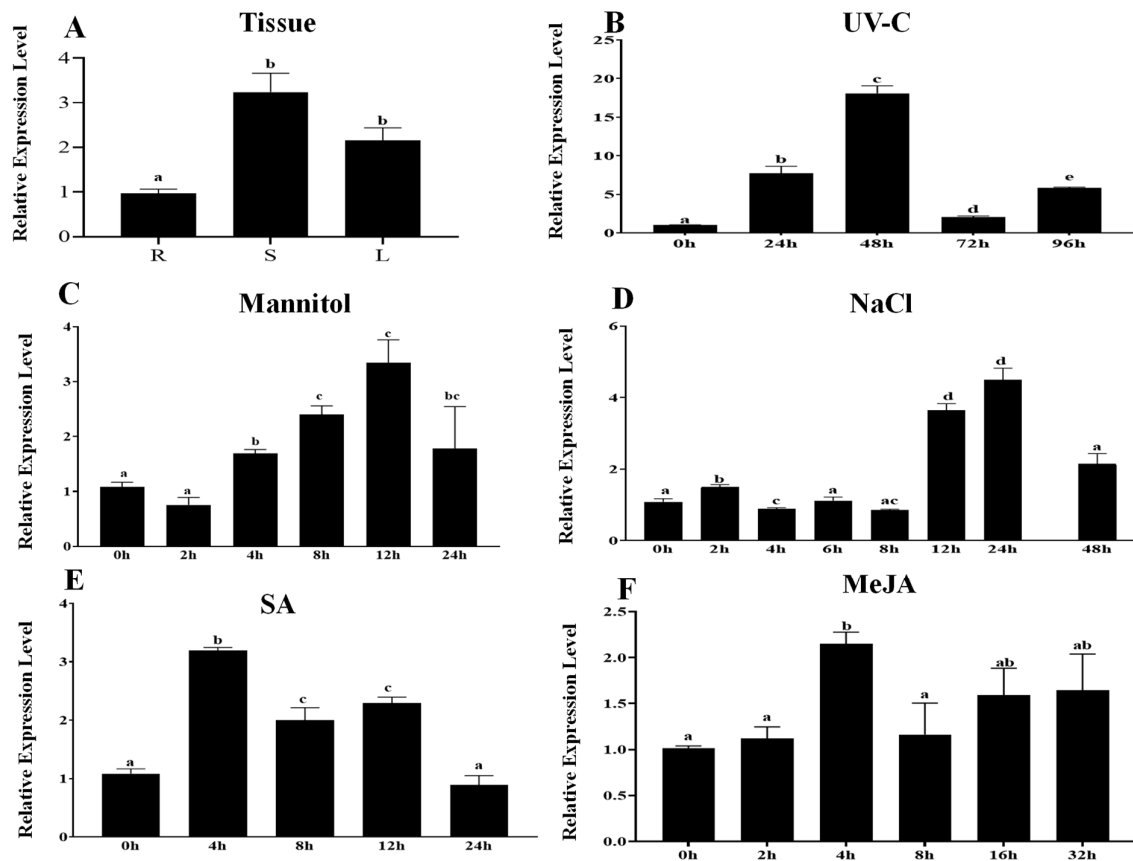 A
Tissue
Relative Expression Level
4
3
2
1
0
a
b
b
R S L
B
UV-C
Relative Expression Level
25
20
15
10
5
0
a
b
c
d
e
0h 24h 48h 72h 96h
C
Mannitol
Relative Expression Level
4
3
2
1
0
a
a
b
c
c
bc
0h 2h 4h 8h 12h 24h
D
NaCl
Relative Expression Level
6
4
2
0
a
b
c
a
ac
d
d
a
0h 2h 4h 6h 8h 12h 24h 48h
E
SA
Relative Expression Level
4
3
2
1
0
a
b
c
c
a
0h 4h 8h 12h 24h
F
MeJA
Relative Expression Level
2.5
2.0
1.5
1.0
0.5
0.0
a
a
b
a
ab
ab
0h 2h 4h 8h 16h 32h